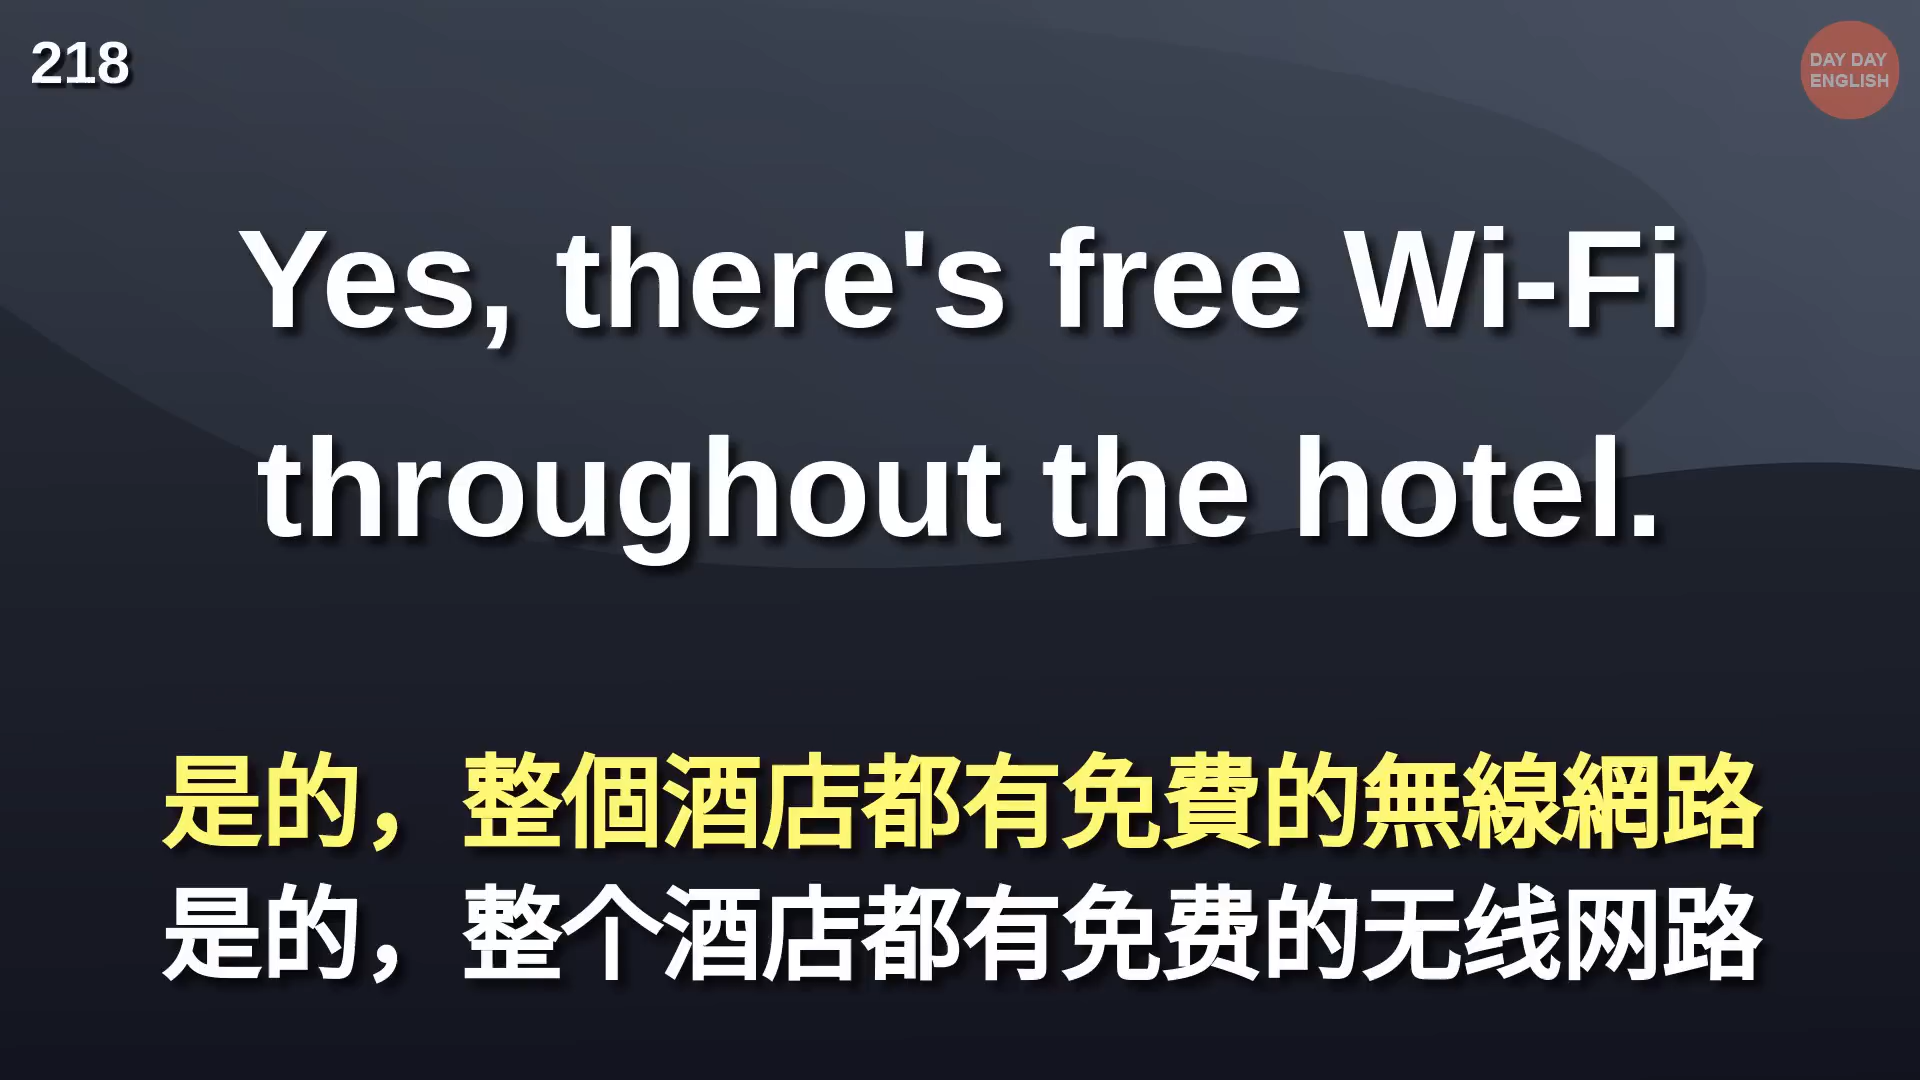 218
DAY DAY
ENGLISH
Yes, there's free Wi-Fi
throughout the hotel.
是的，整個酒店都有免費的無線網路
是的，整个酒店都有免费的无线网路